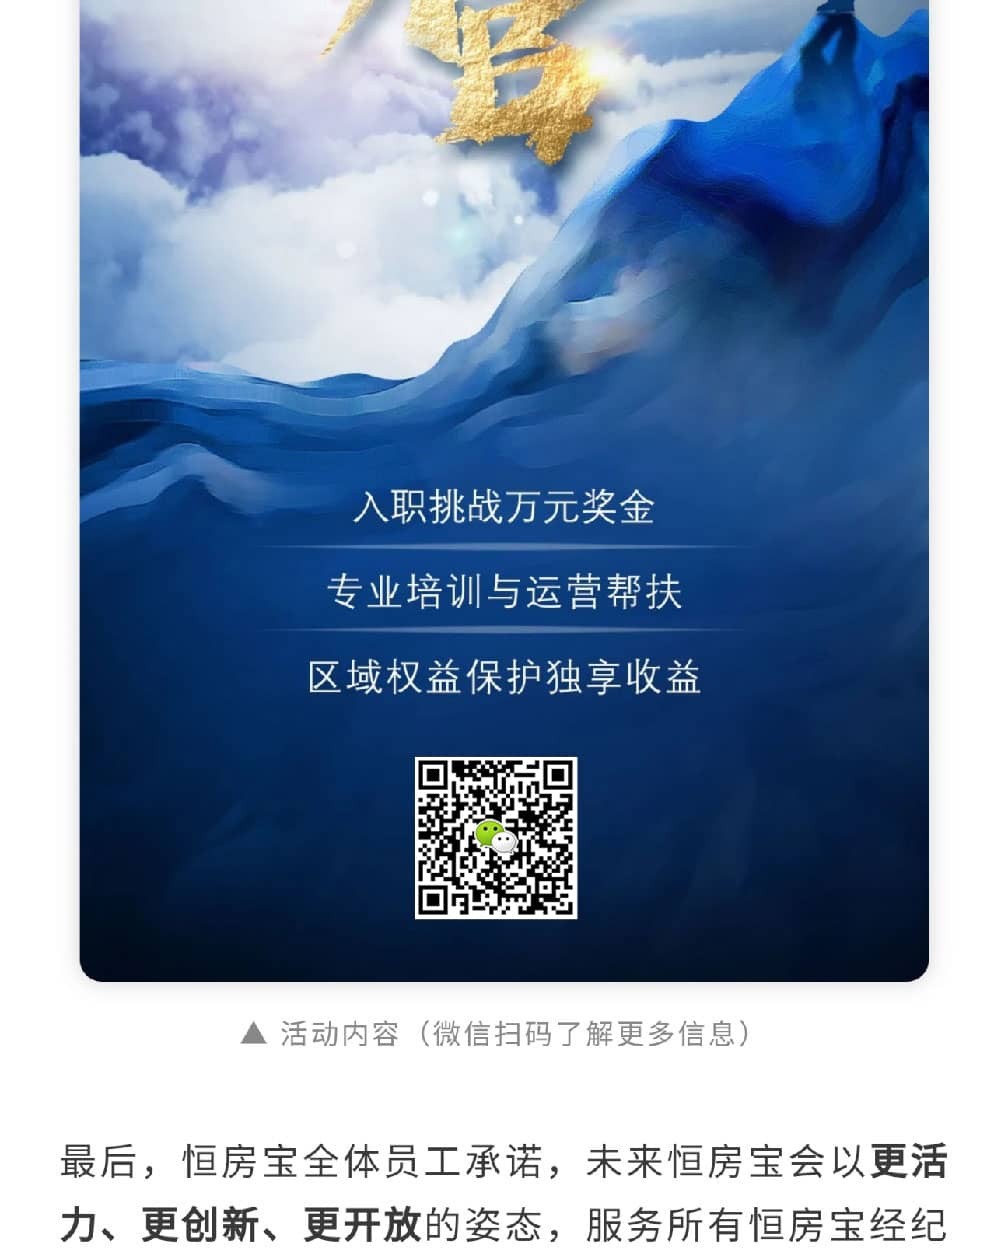 入职挑战万元奖金
专业培训与运营帮扶
区域权益保护独享收益
▲ 活动内容（微信扫码了解更多信息）
最后，恒房宝全体员工承诺，未来恒房宝会以更活
力、更创新、更开放的姿态，服务所有恒房宝经纪